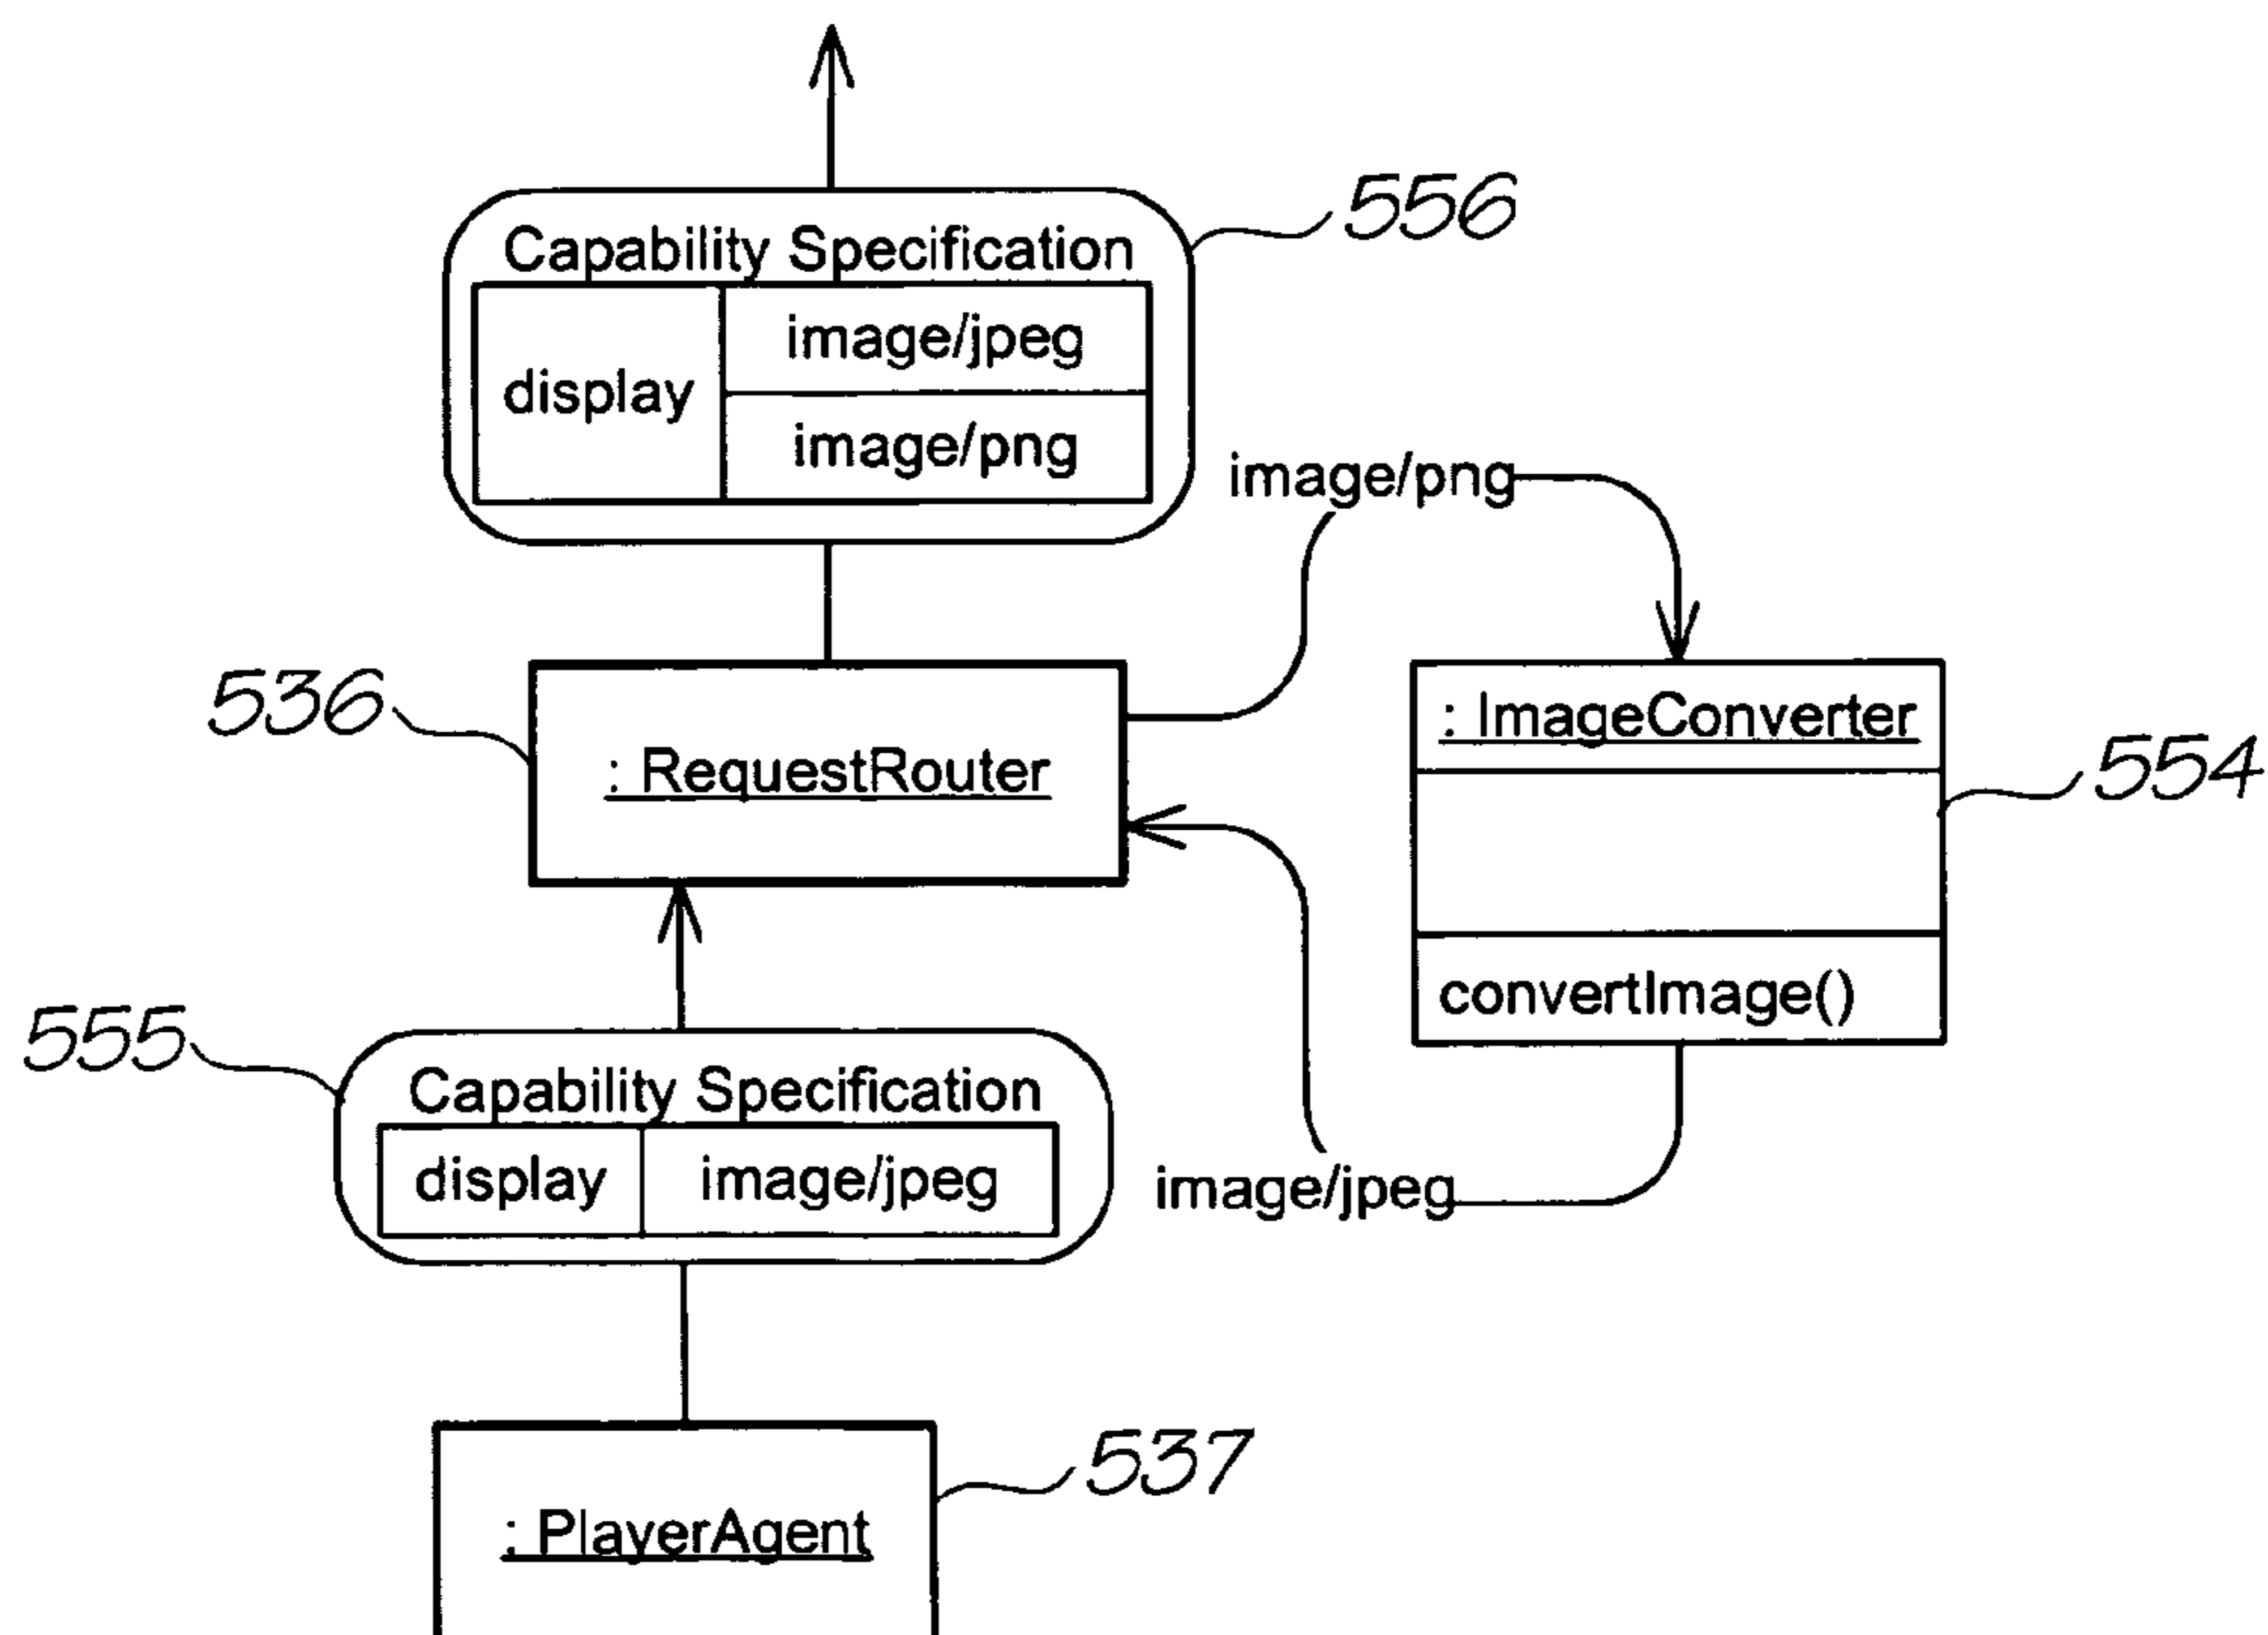 Capability Specification
556
display
image/jpeg
image/png
image/png
536
: RequestRouter
: ImageConverter
554
convertImage()
555
Capability Specification
display
image/jpeg
image/jpeg
537
: PlayerAgent